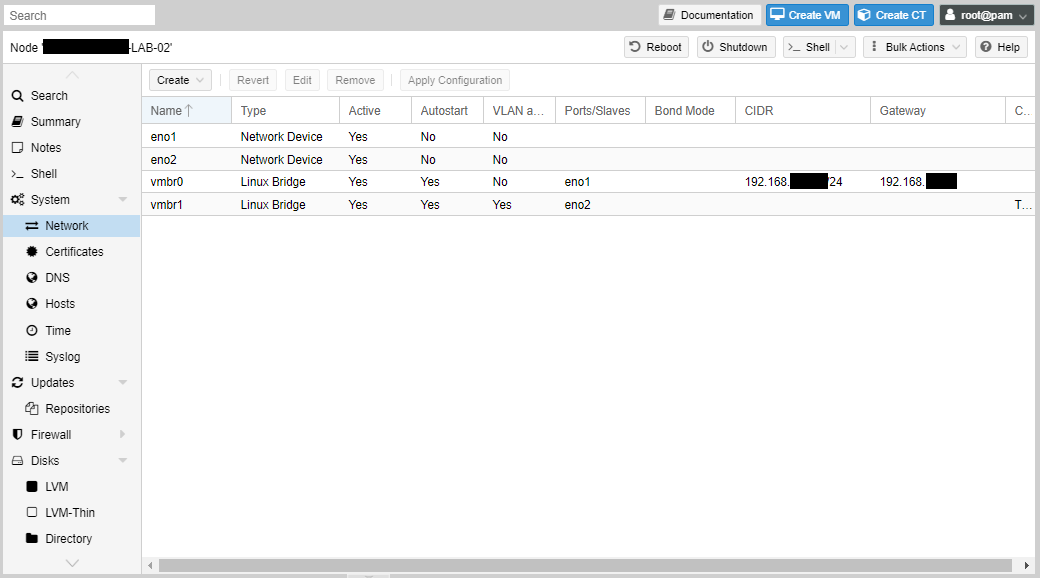 Search
Documentation Create VM Create CT root@pam
Node ' -LAB-02'
Reboot Shutdown >_ Shell Bulk Actions Help
Create Revert Edit Remove Apply Configuration
Search
Summary
Notes
>_ Shell
System
Network
Certificates
DNS
Hosts
Time
Syslog
Updates
Repositories
Firewall
Disks
LVM
LVM-Thin
Directory
Name Type Active Autostart VLAN a... Ports/Slaves Bond Mode CIDR Gateway C...
eno1 Network Device Yes No No
eno2 Network Device Yes No No
vmbr0 Linux Bridge Yes Yes No eno1 192.168. /24 192.168.
vmbr1 Linux Bridge Yes Yes Yes eno2 T...